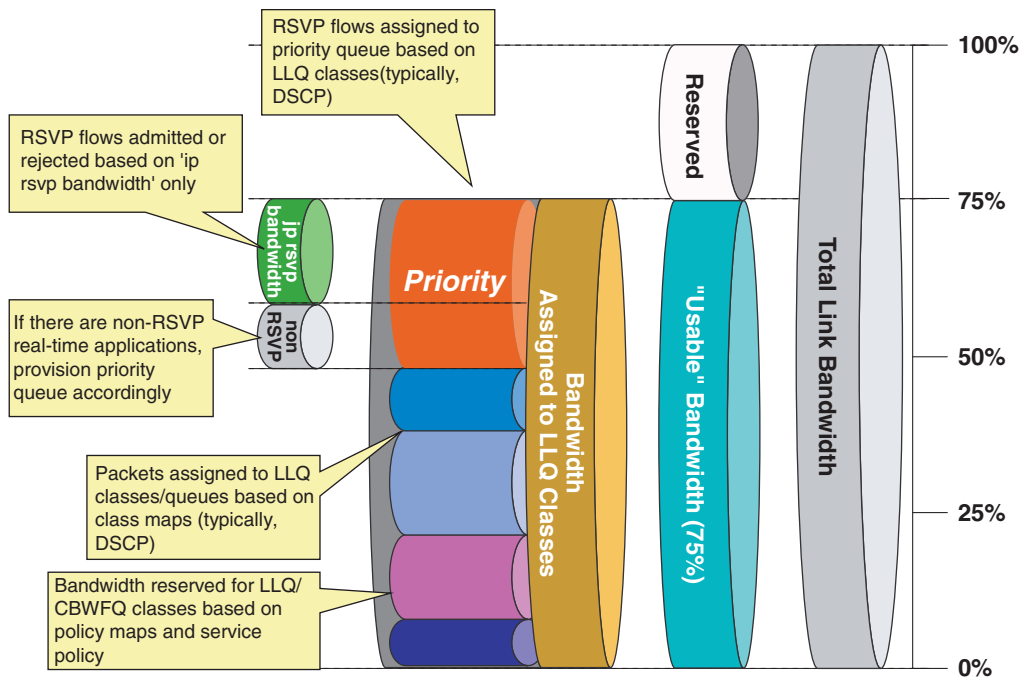 RSVP flows assigned to
priority queue based on
LLQ classes(typically,
DSCP)
RSVP flows admitted or
rejected based on 'ip
rsvp bandwidth' only
If there are non-RSVP
real-time applications,
provision priority
queue accordingly
Packets assigned to LLQ
classes/queues based on
class maps (typically,
DSCP)
Bandwidth reserved for LLQ/
CBWFQ classes based on
policy maps and service
policy
jp rsvp
bandwidth
non
RSVP
Priority
Bandwidth
Assigned to LLQ Classes
Reserved
"Usable" Bandwidth (75%)
Total Link Bandwidth
100%
75%
50%
25%
0%